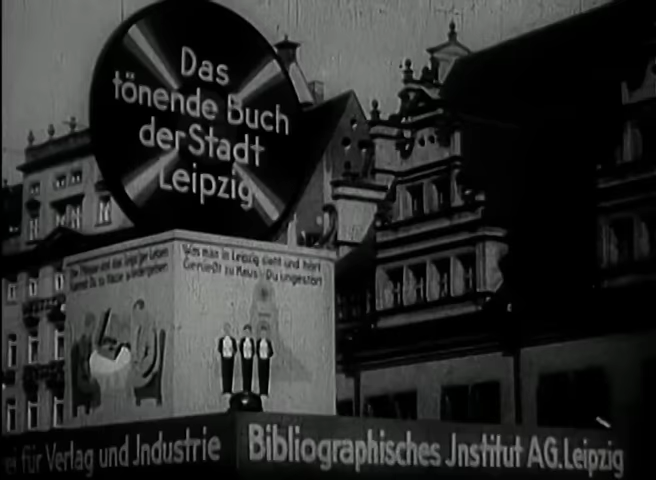 Das
tönende Buch
der Stadt
Leipzig
Was man in Leipzig sieht und hört
Genießt zu Haus Du ungestört
ei für Verlag und Jndustrie
Bibliographisches Jnstitut AG. Leipzig